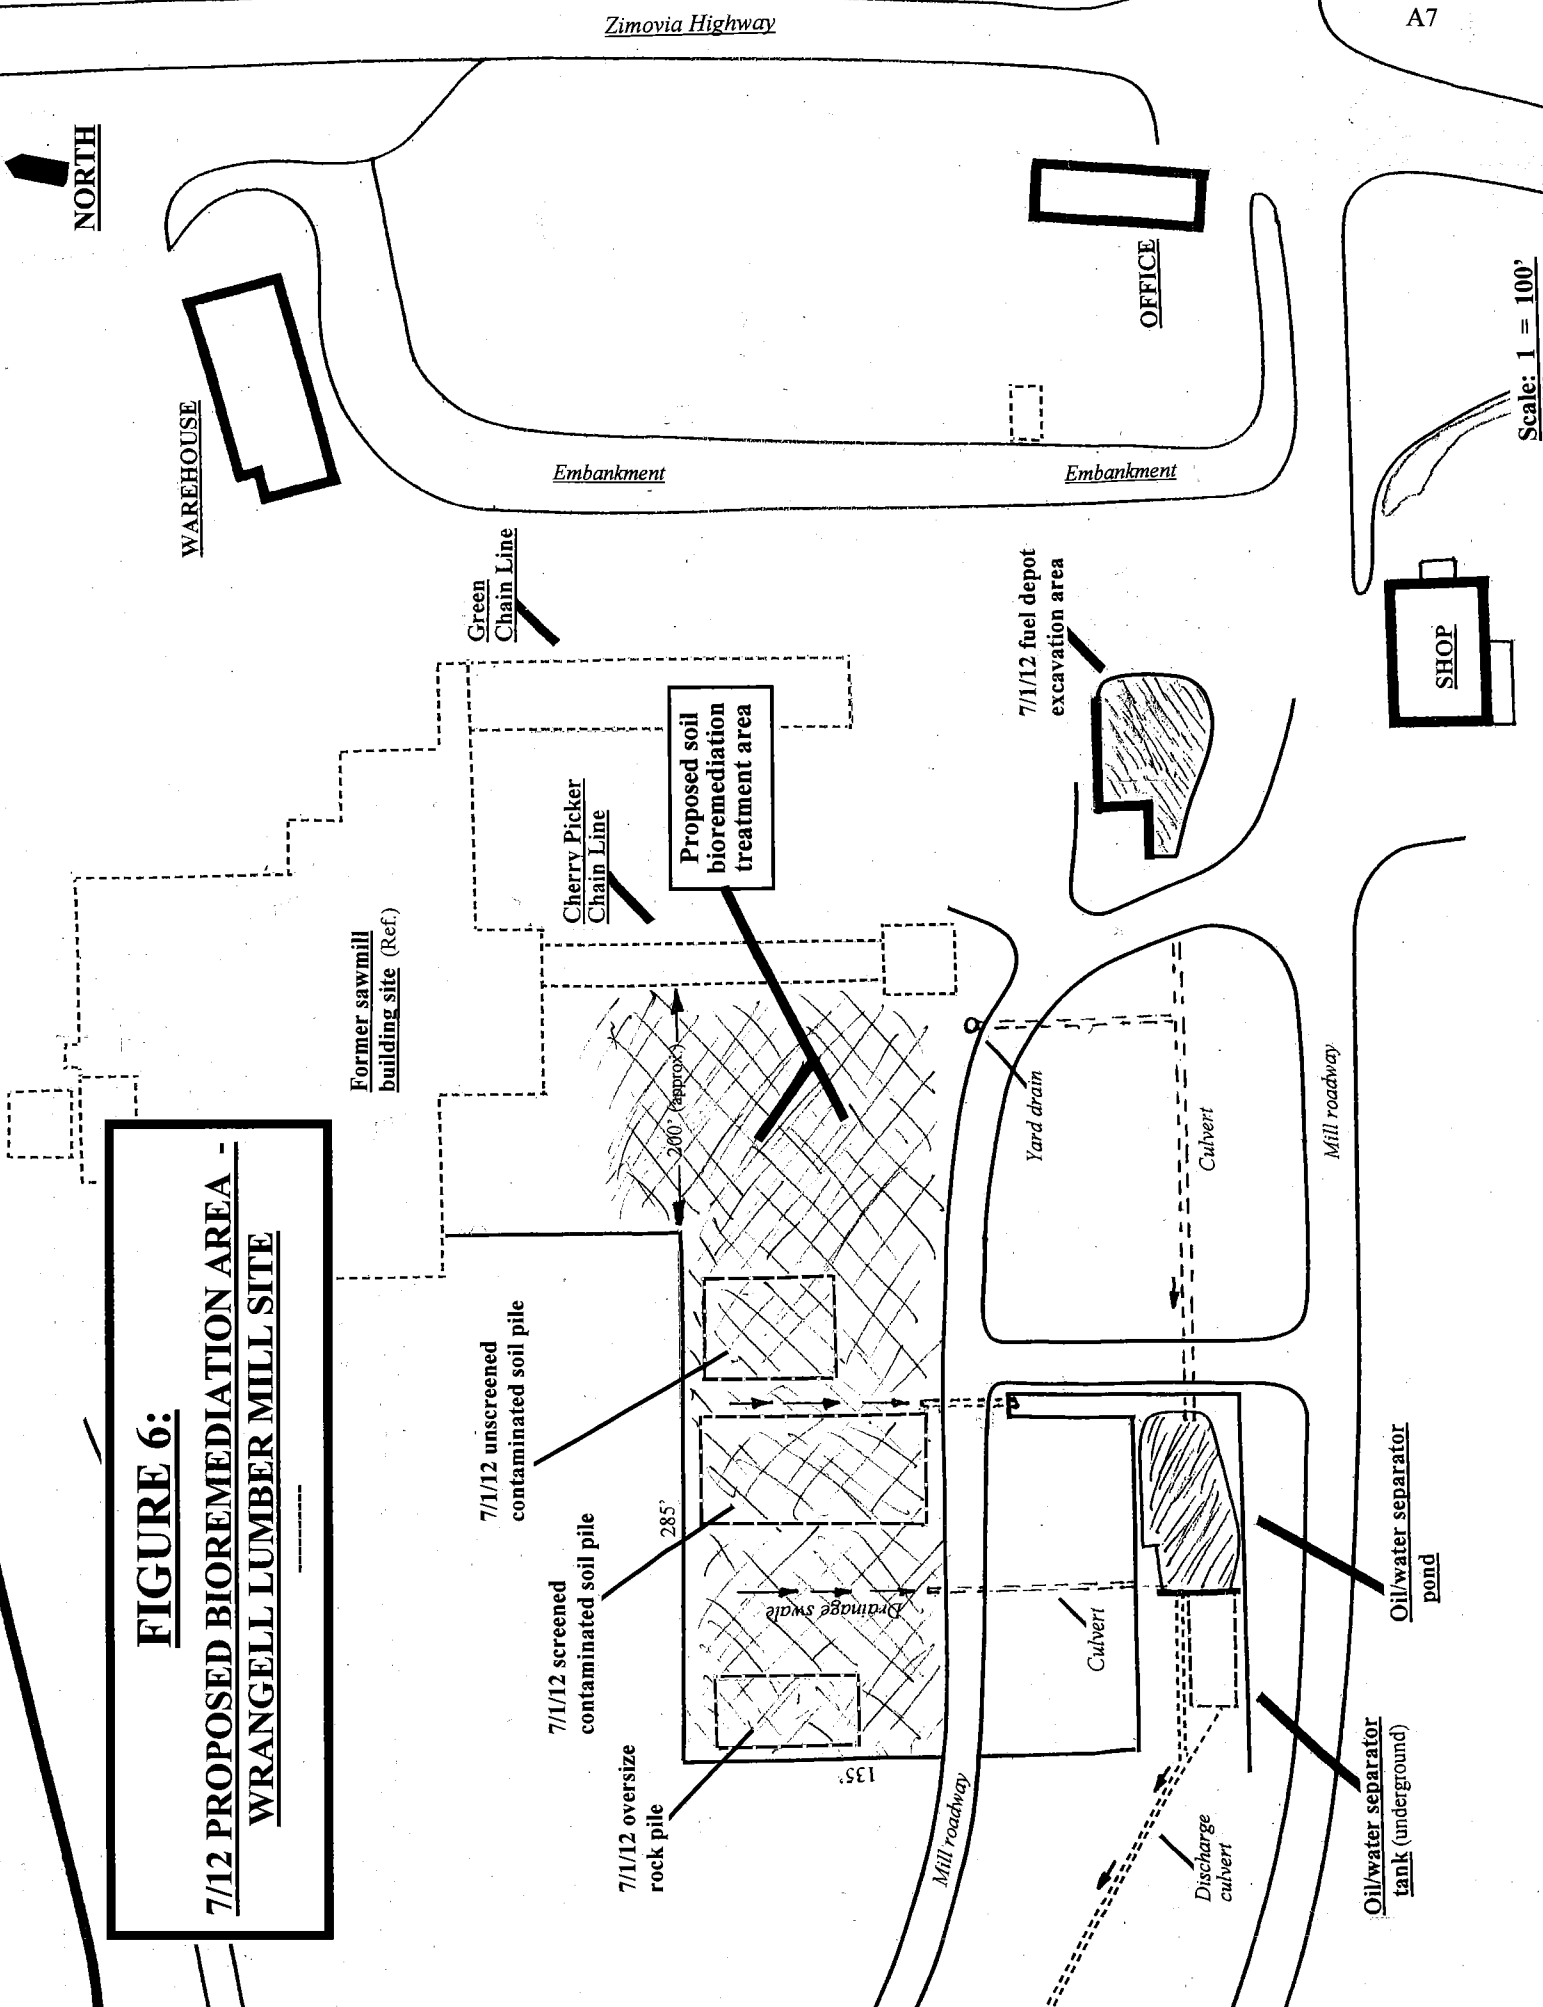 A7
Zimovia Highway
NORTH
FIGURE 6:
7/12 PROPOSED BIOREMEDIATION AREA -
WRANGELL LUMBER MILL SITE
WAREHOUSE
OFFICE
Embankment
Embankment
Scale: 1 = 100'
Green
Chain Line
7/1/12 fuel depot
excavation area
SHOP
Proposed soil
bioremediation
treatment area
Cherry Picker
Chain Line
Former sawmill
building site (Ref.)
200' (approx.)
Yard drain
Culvert
Mill roadway
7/1/12 unscreened
contaminated soil pile
285'
7/1/12 screened
contaminated soil pile
Drainage swale
Culvert
Oil/water separator
pond
7/1/12 oversize
rock pile
135'
Mill roadway
Discharge
culvert
Oil/water separator
tank (underground)